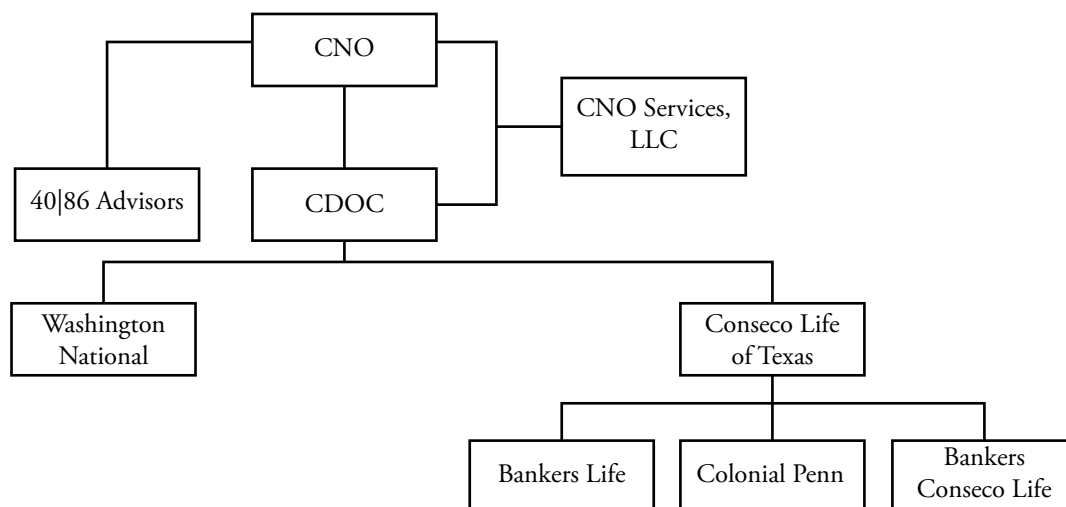 CNO
CNO Services,
LLC
40|86 Advisors
CDOC
Washington
National
Conseco Life
of Texas
Bankers Life
Colonial Penn
Bankers
Conseco Life